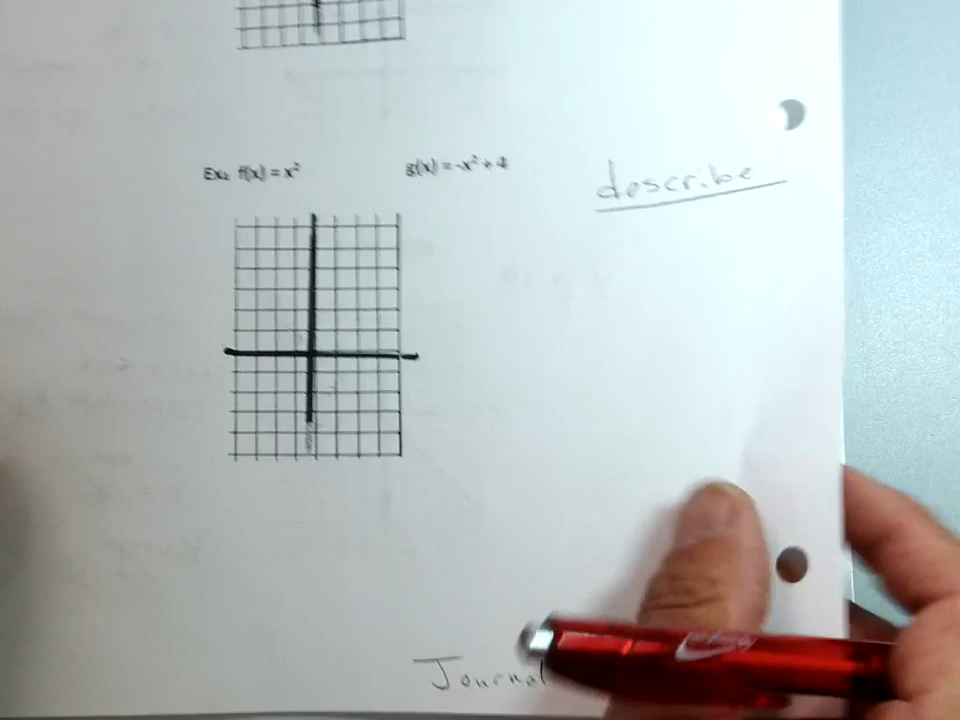 Ex: f(x) = x²
g(x) = -x² + 4
describe
Journal